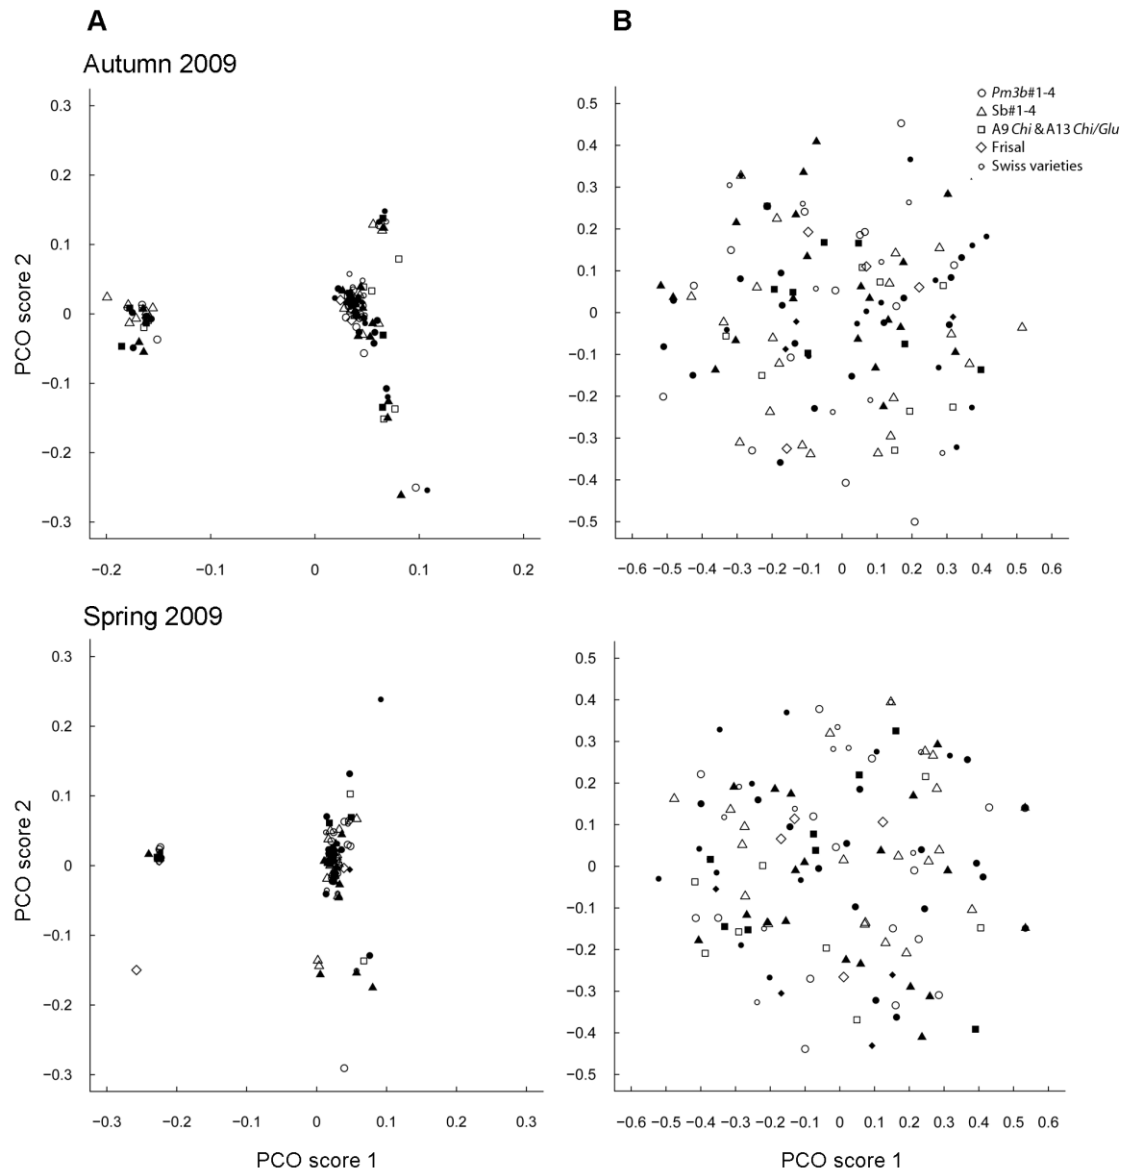 A
B
Autumn 2009
Pm3b#1-4
Sb#1-4
A9 Chi & A13 Chi/Glu
Frisal
Swiss varieties
PCO score 2
0.3
0.2
0.1
0
−0.1
−0.2
−0.3
−0.2 −0.1 0 0.1 0.2
0.5
0.4
0.3
0.2
0.1
0
−0.1
−0.2
−0.3
−0.4
−0.5
−0.6 −0.5 −0.4 −0.3 −0.2 −0.1 0 0.1 0.2 0.3 0.4 0.5 0.6
Spring 2009
PCO score 2
0.3
0.2
0.1
0
−0.1
−0.2
−0.3
−0.3 −0.2 −0.1 0 0.1 0.2 0.3
PCO score 1
0.5
0.4
0.3
0.2
0.1
0
−0.1
−0.2
−0.3
−0.4
−0.5
−0.6 −0.5 −0.4 −0.3 −0.2 −0.1 0 0.1 0.2 0.3 0.4 0.5 0.6
PCO score 1